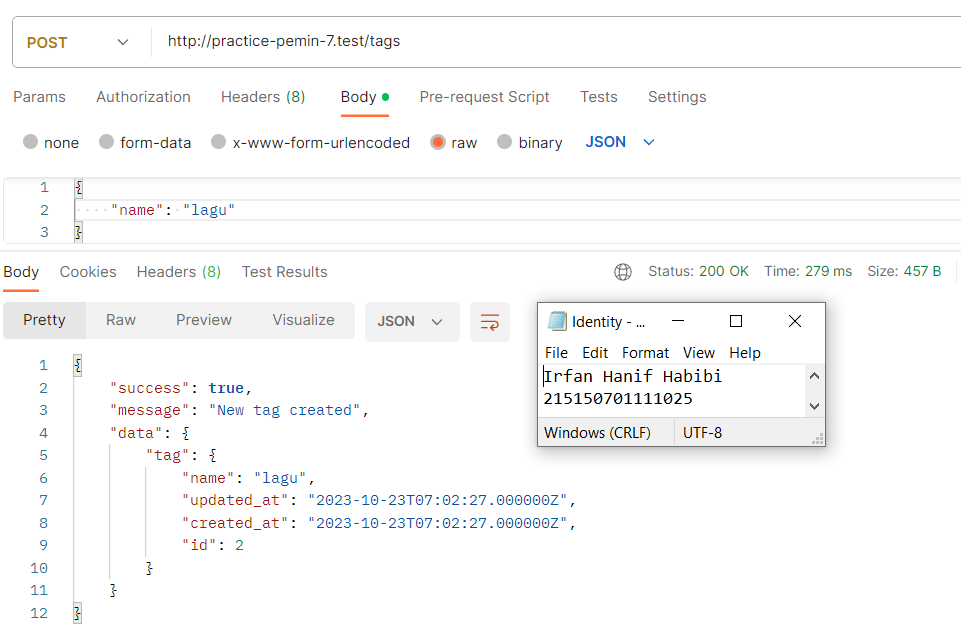 POST http://practice-pemin-7.test/tags
Params Authorization Headers (8) Body Pre-request Script Tests Settings
none form-data x-www-form-urlencoded raw binary JSON
1 {
2 "name": "lagu"
3 }
Body Cookies Headers (8) Test Results Status: 200 OK Time: 279 ms Size: 457 B
Pretty Raw Preview Visualize JSON
1 {
2 "success": true,
3 "message": "New tag created",
4 "data": {
5 "tag": {
6 "name": "lagu",
7 "updated_at": "2023-10-23T07:02:27.000000Z",
8 "created_at": "2023-10-23T07:02:27.000000Z",
9 "id": 2
10 }
11 }
12 }
Identity - ...
File Edit Format View Help
Irfan Hanif Habibi
215150701111025
Windows (CRLF) UTF-8